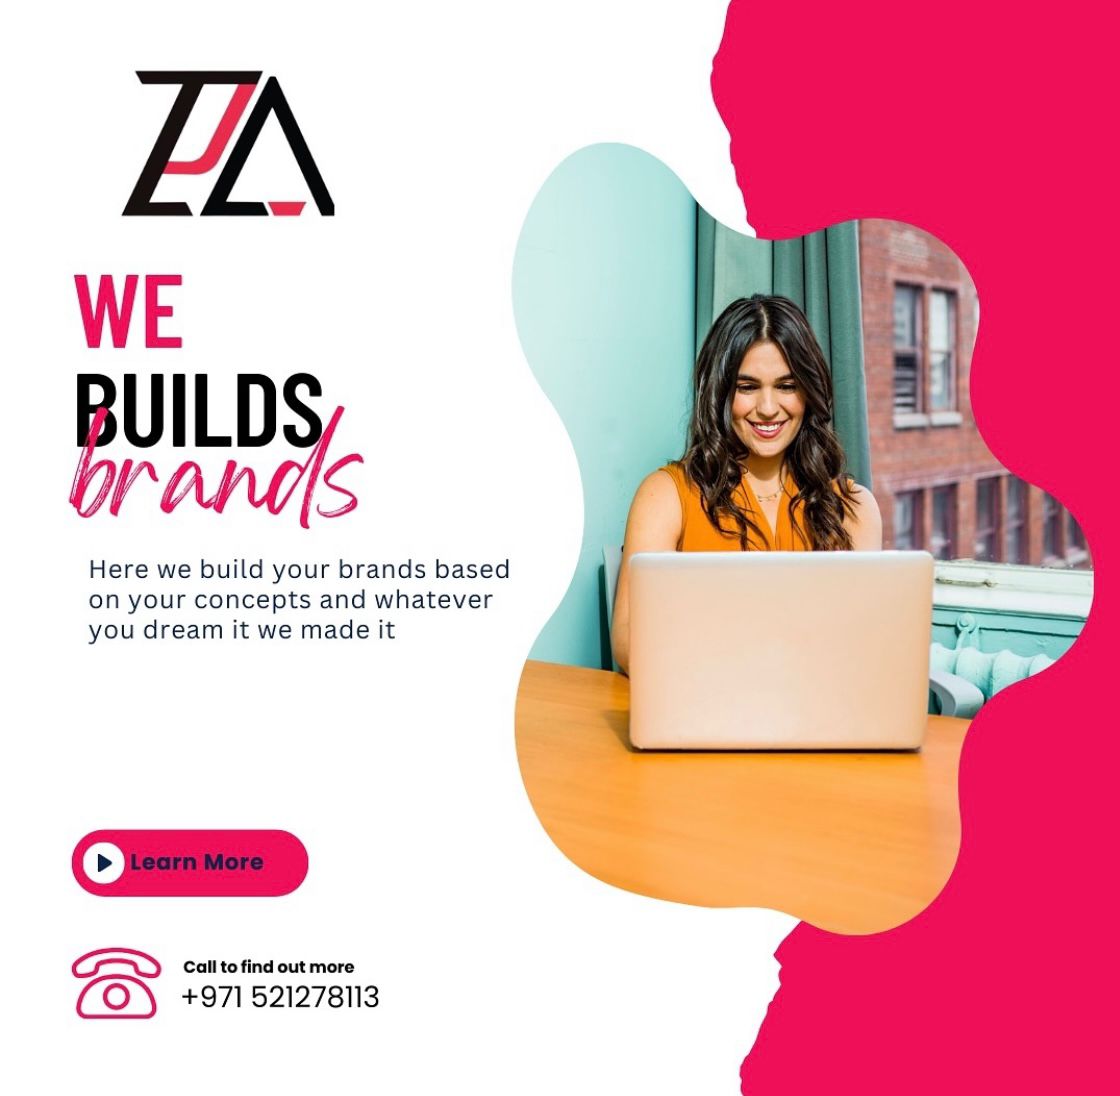 WE
BUILDS
brands
Here we build your brands based
on your concepts and whatever
you dream it we made it
Learn More
Call to find out more
+971 521278113